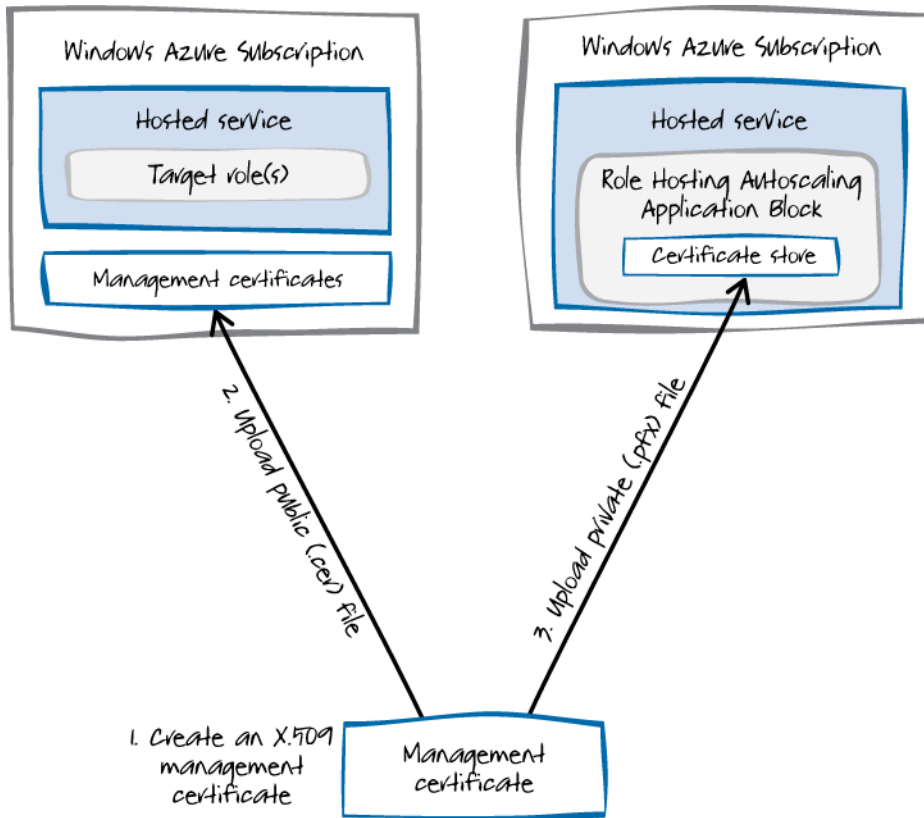 Windows Azure Subscription
Hosted service
Target role(s)
Management certificates
Windows Azure Subscription
Hosted service
Role Hosting Autoscaling
Application Block
Certificate store
2. Upload public (.cer) file
3. Upload private (.pfx) file
1. Create an X.509
management
certificate
Management
certificate